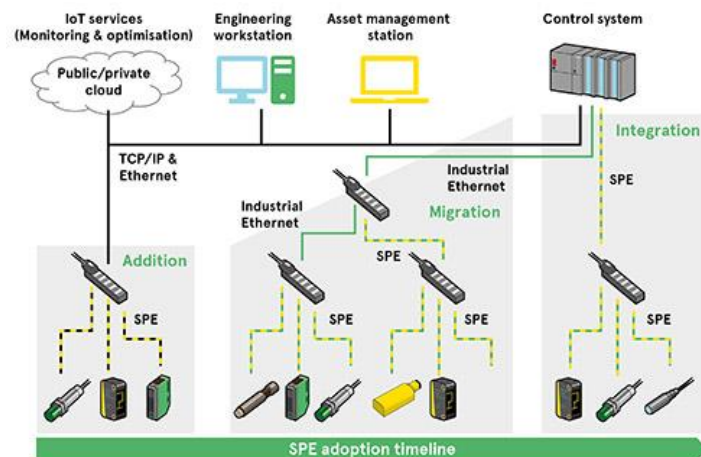 IoT services
(Monitoring & optimisation)
Engineering
workstation
Asset management
station
Control system
Public/private
cloud
Integration
TCP/IP &
Ethernet
Industrial
Ethernet
SPE
Industrial
Ethernet
Migration
SPE
Addition
SPE
SPE
SPE
SPE adoption timeline